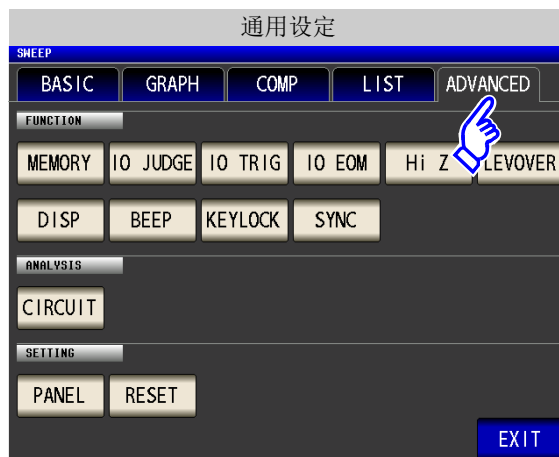 通用设定
SWEEP
BASIC GRAPH COMP LIST ADVANCED
FUNCTION
MEMORY IO JUDGE IO TRIG IO EOM Hi Z LEVOVER
DISP BEEP KEYLOCK SYNC
ANALYSIS
CIRCUIT
SETTING
PANEL RESET
EXIT